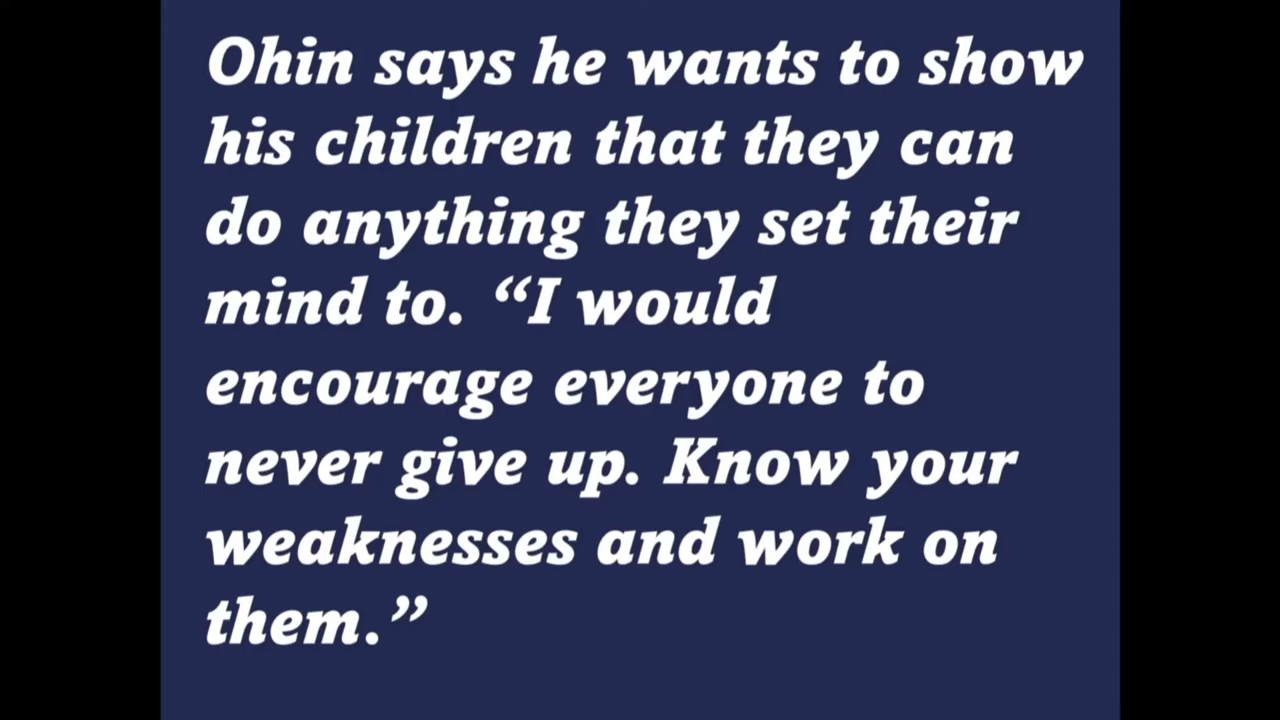 Ohin says he wants to show
his children that they can
do anything they set their
mind to. “I would
encourage everyone to
never give up. Know your
weaknesses and work on
them.”